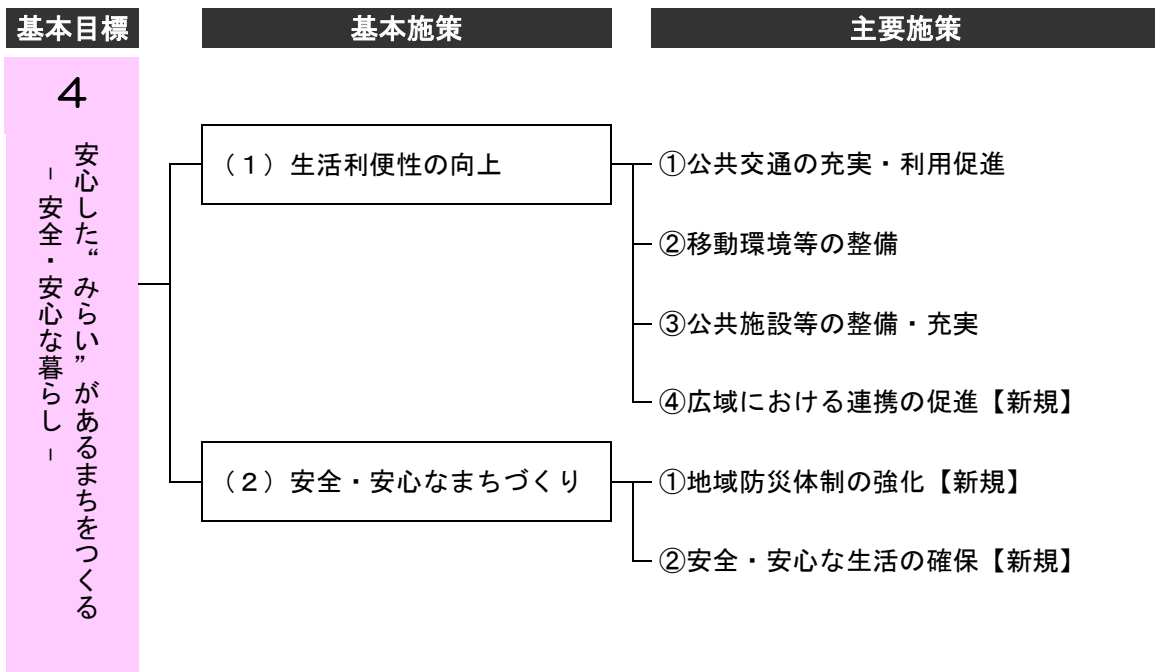 基本目標
基本施策
主要施策
4
安心した“みらい”があるまちをつくる
－安全・安心な暮らし－
（1）生活利便性の向上
①公共交通の充実・利用促進
②移動環境等の整備
③公共施設等の整備・充実
④広域における連携の促進【新規】
（2）安全・安心なまちづくり
①地域防災体制の強化【新規】
②安全・安心な生活の確保【新規】